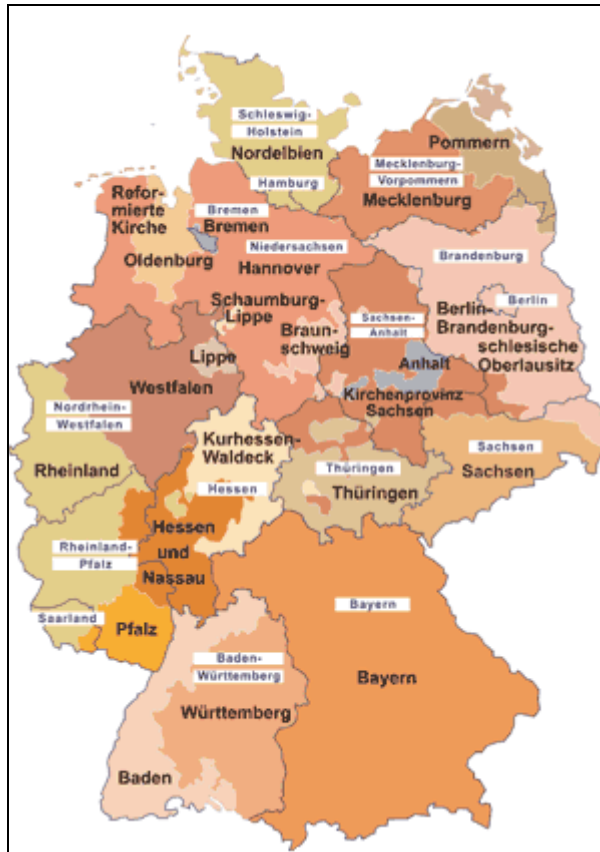 Schleswig-
Holstein
Nordelbien
Hamburg
Pommern
Mecklenburg-
Vorpommern
Mecklenburg
Refor-
mierte
Kirche
Bremen
Bremen
Oldenburg
Niedersachsen
Hannover
Brandenburg
Berlin
Schaumburg-
Lippe
Braun-
schweig
Sachsen-
Anhalt
Berlin-
Brandenburg-
schlesische
Oberlausitz
Lippe
Anhalt
Westfalen
Kirchenprovinz
Sachsen
Nordrhein-
Westfalen
Kurhessen-
Waldeck
Rheinland
Hessen
Thüringen
Thüringen
Sachsen
Sachsen
Hessen
und
Nassau
Rheinland-
Pfalz
Saarland
Pfalz
Bayern
Bayern
Baden-
Württemberg
Württemberg
Baden